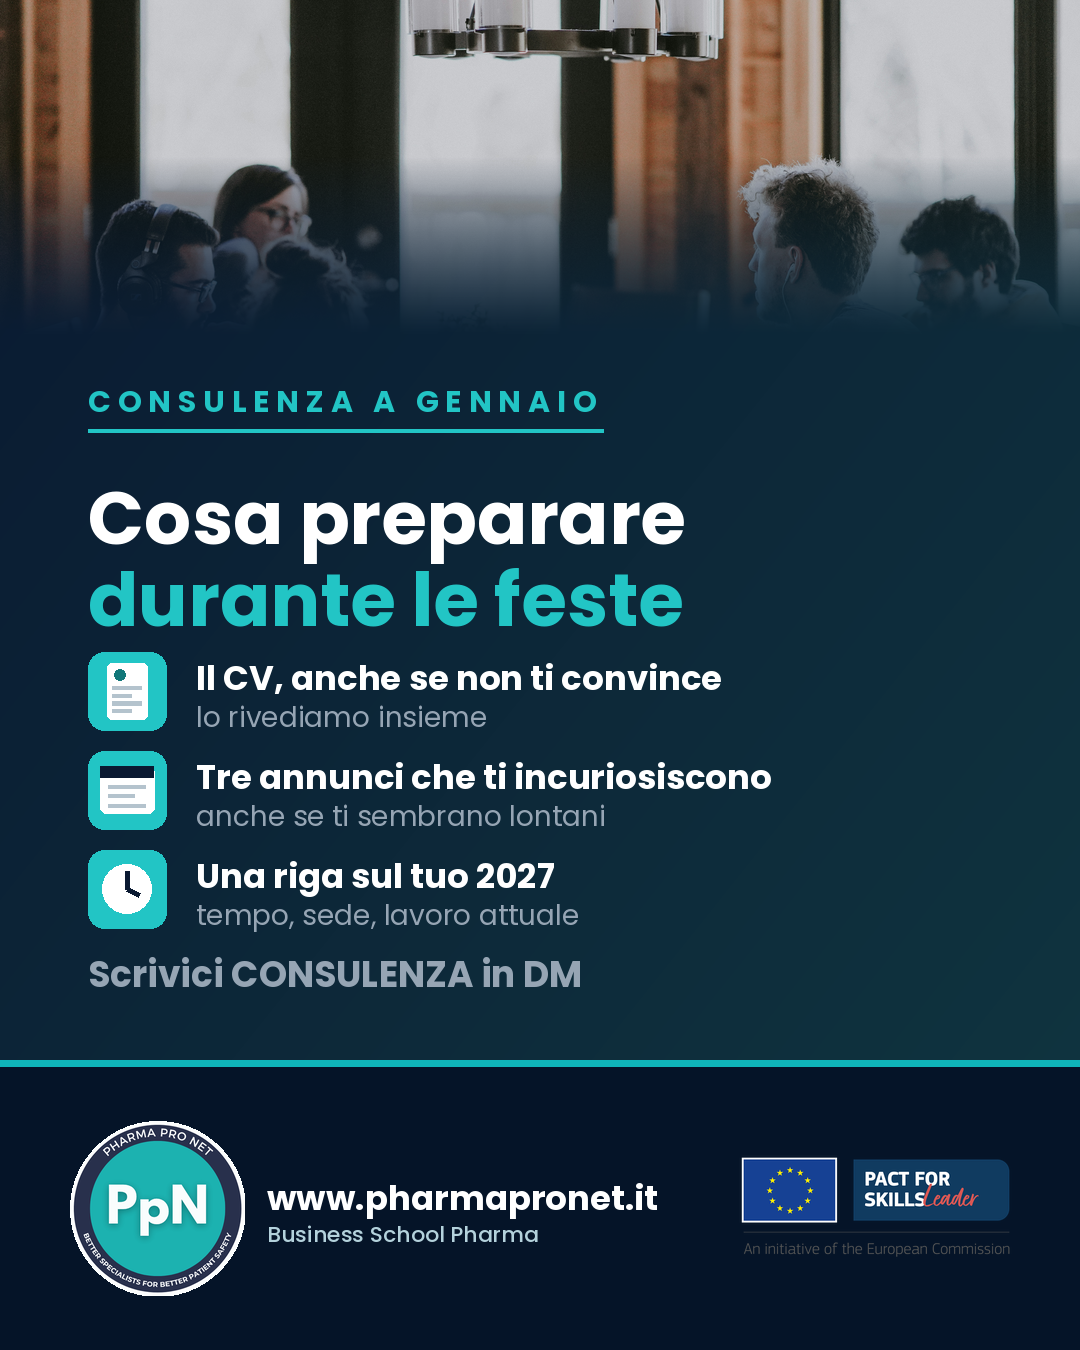 CONSULENZA A GENNAIO
Cosa preparare
durante le feste
Il CV, anche se non ti convince
lo rivediamo insieme
Tre annunci che ti incuriosiscono
anche se ti sembrano lontani
Una riga sul tuo 2027
tempo, sede, lavoro attuale
Scrivici CONSULENZA in DM
PHARMA PRO NET
PpN
BETTER SPECIALISTS FOR BETTER PATIENT SAFETY
www.pharmapronet.it
Business School Pharma
PACT FOR
SKILLS Leader
An initiative of the European Commission